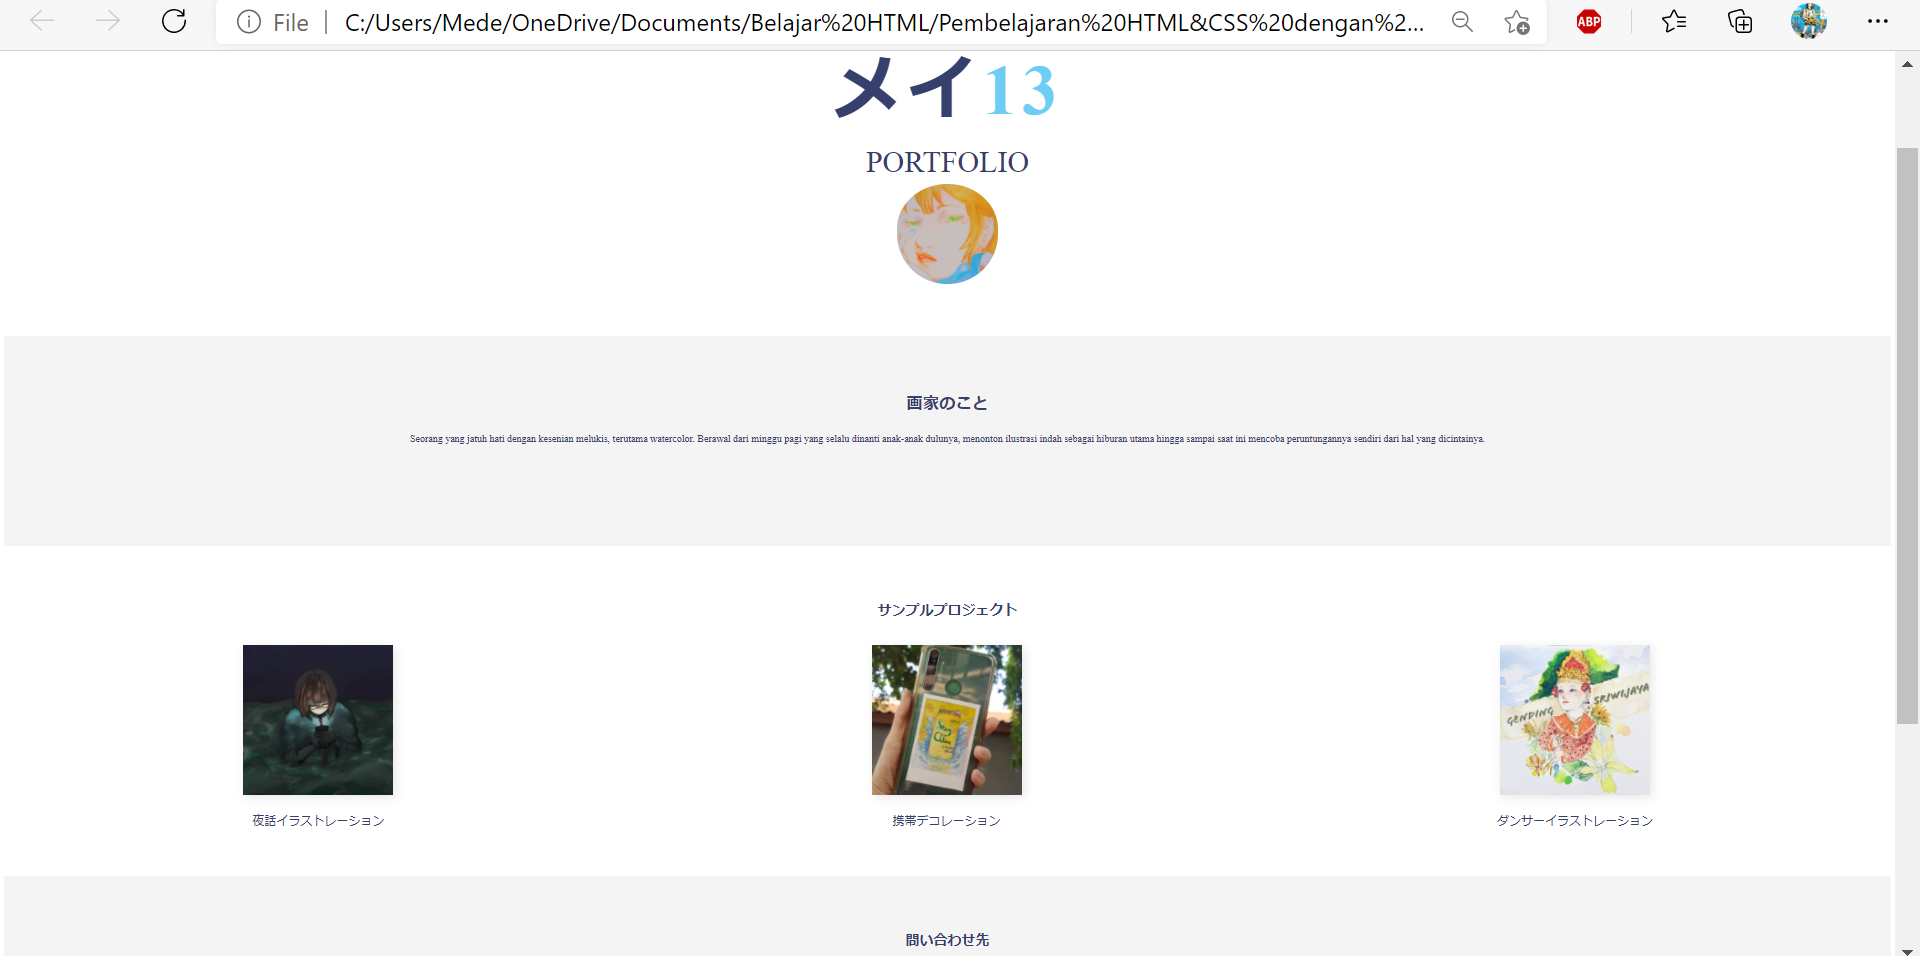 File
C:/Users/Mede/OneDrive/Documents/Belajar%20HTML/Pembelajaran%20HTML&CSS%20dengan%2...
ABP
メイ13
PORTFOLIO
画家のこと
Seorang yang jatuh hati dengan kesenian melukis, terutama watercolor. Berawal dari minggu pagi yang selalu dinanti anak-anak dulunya, menonton ilustrasi indah sebagai hiburan utama hingga sampai saat ini mencoba peruntungannya sendiri dari hal yang dicintainya.
サンプルプロジェクト
GENDING SRIWIJAYA
夜話イラストレーション
携帯デコレーション
ダンサーイラストレーション
問い合わせ先